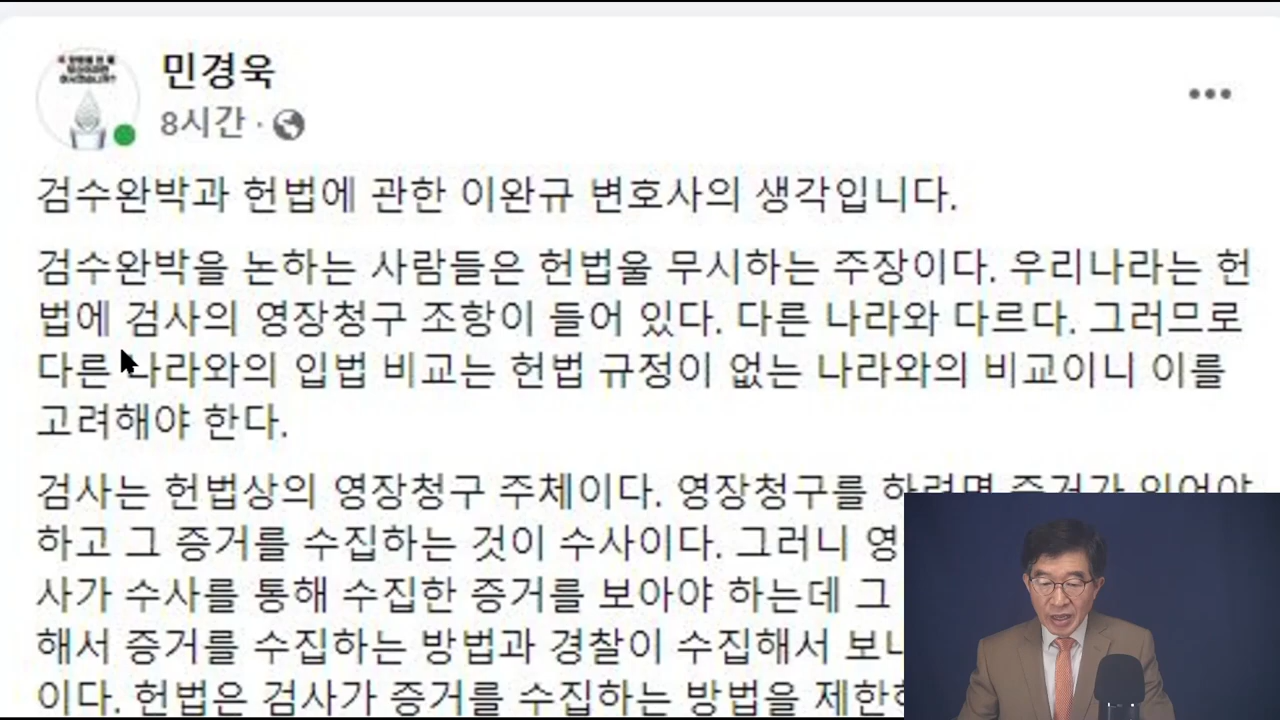 민경욱
8시간 ·
검수완박과 헌법에 관한 이완규 변호사의 생각입니다.
검수완박을 논하는 사람들은 헌법울 무시하는 주장이다. 우리나라는 헌
법에 검사의 영장청구 조항이 들어 있다. 다른 나라와 다르다. 그러므로
다른 나라와의 입법 비교는 헌법 규정이 없는 나라와의 비교이니 이를
고려해야 한다.
검사는 헌법상의 영장청구 주체이다. 영장청구를 하려면 증거가 있어야
하고 그 증거를 수집하는 것이 수사이다. 그러니 영
사가 수사를 통해 수집한 증거를 보아야 하는데 그
해서 증거를 수집하는 방법과 경찰이 수집해서 보니
이다. 헌법은 검사가 증거를 수집하는 방법을 제한